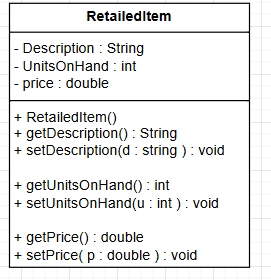 RetailedItem
- Description : String
- UnitsOnHand : int
- price : double
+ RetailedItem()
+ getDescription() : String
+ setDescription(d : string ) : void
+ getUnitsOnHand() : int
+ setUnitsOnHand(u : int ) : void
+ getPrice() : double
+ setPrice( p : double ) : void